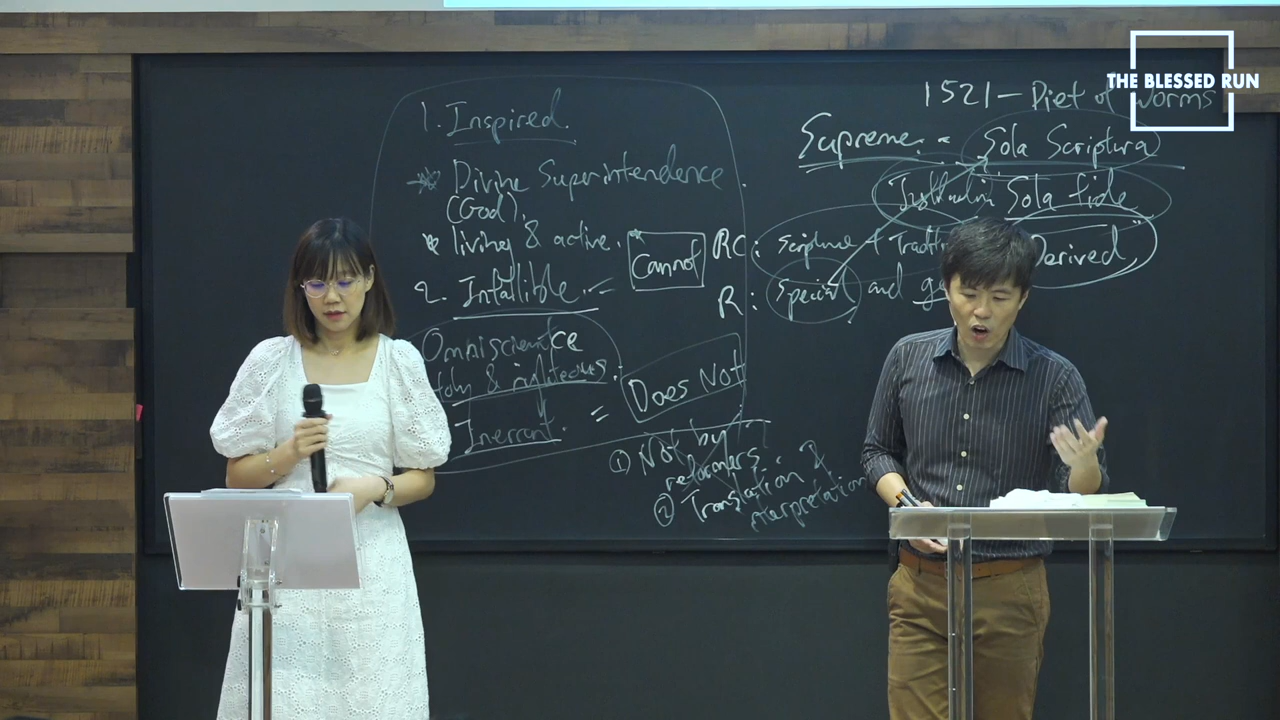 1. Inspired.
Divine Superintendence.
(God).
living & active.
Cannot
2. Infallible. =
Omniscience
Holy & righteous.
Inerrant. =
Does Not
1521 - Diet of Worms
Supreme. = Sola Scriptura
Sola fide
RC: Scripture &
Derived
R: Special and
① Not by reformers.
② Translation &
interpretation
THE BLESSED RUN